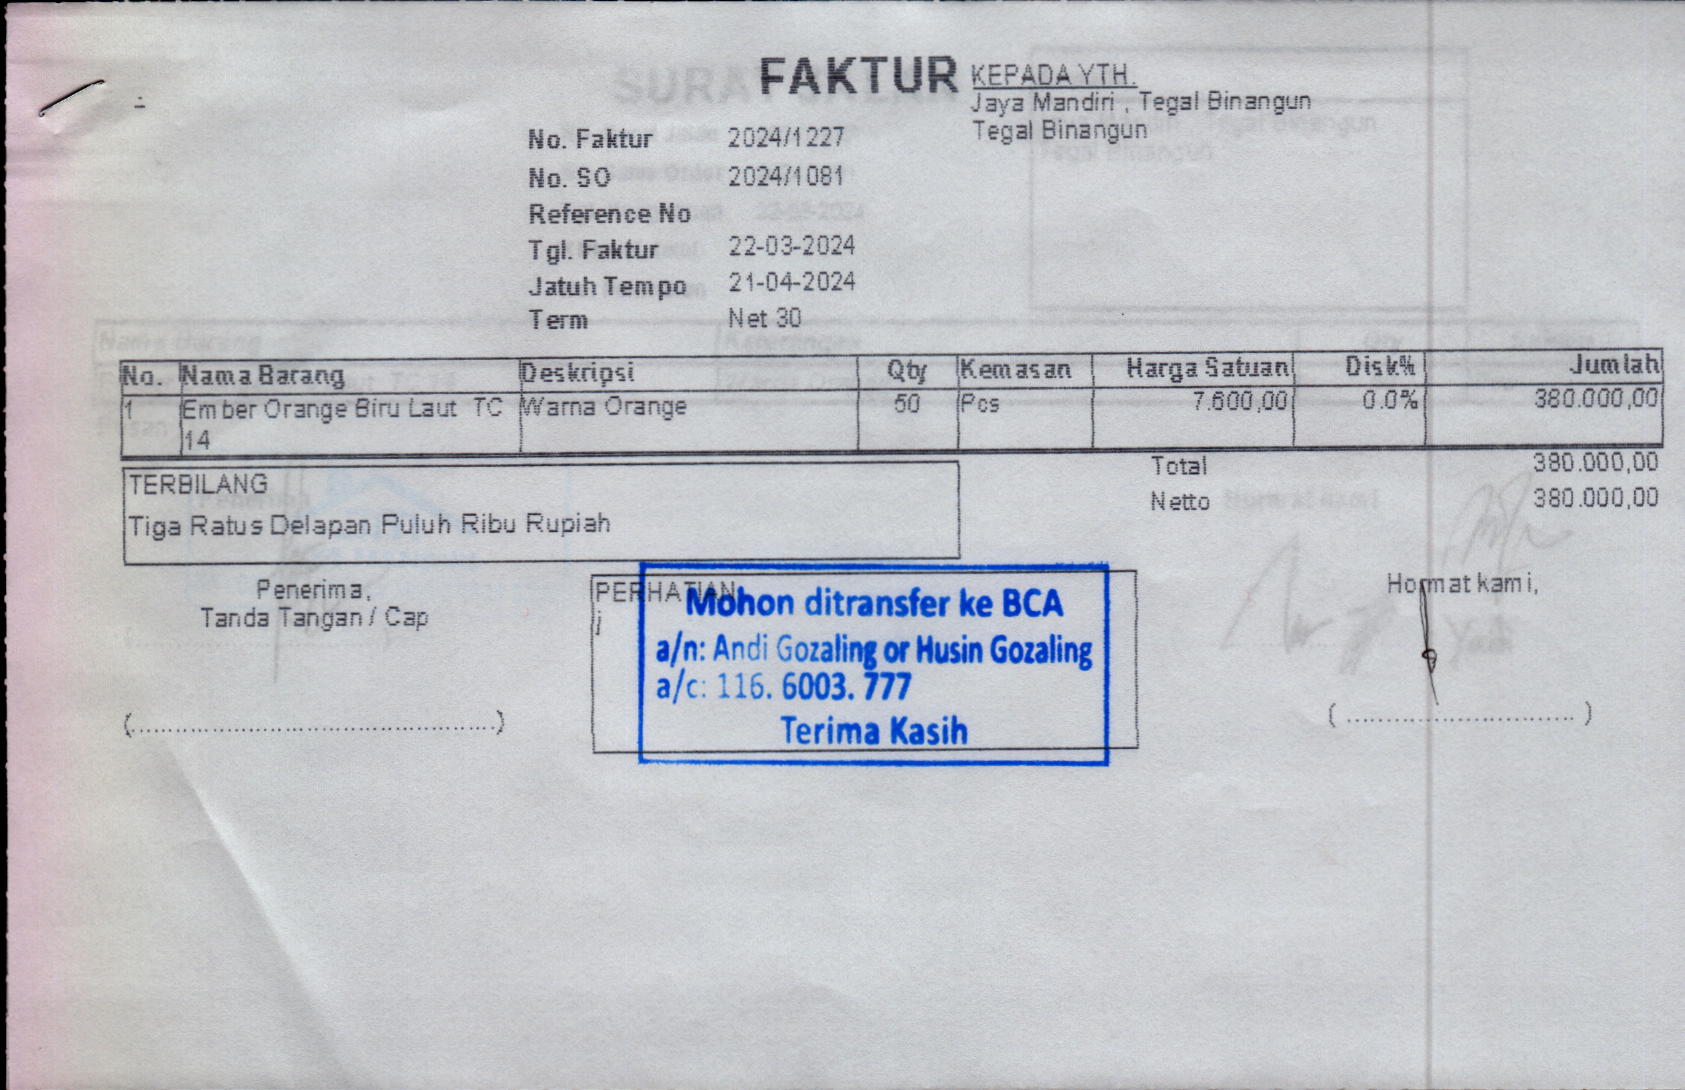 FAKTUR
KEPADA YTH.
Jaya Mandiri , Tegal Binangun
Tegal Binangun
No. Faktur 2024/1227
No. SO 2024/1081
Reference No
Tgl. Faktur 22-03-2024
Jatuh Tempo 21-04-2024
Term Net 30
No. Nama Barang Deskripsi Qty Kemasan Harga Satuan Disk% Jumlah
1 Ember Orange Biru Laut TC Warna Orange 50 Pcs 7.600,00 0.0% 380.000,00
14
Total 380.000,00
Netto 380.000,00
TERBILANG
Tiga Ratus Delapan Puluh Ribu Rupiah
Penerima,
Tanda Tangan / Cap
(................................................)
PERHATIAN
j
Mohon ditransfer ke BCA
a/n: Andi Gozaling or Husin Gozaling
a/c: 116. 6003. 777
Terima Kasih
Hormat kami,
( .............................. )